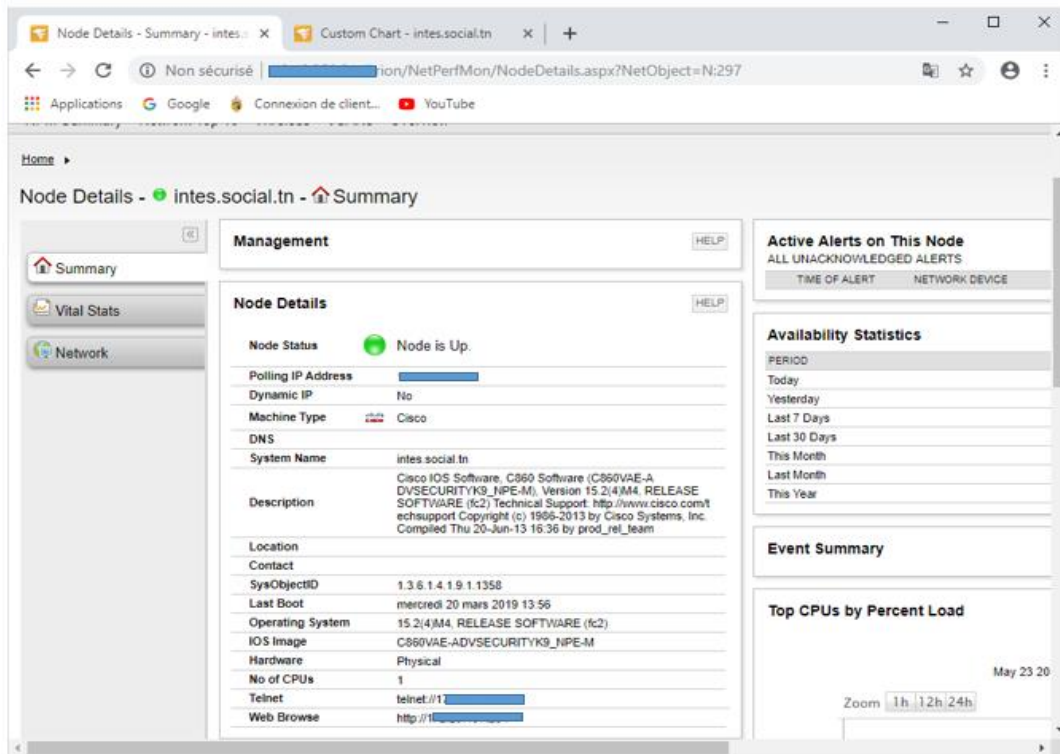 Node Details - Summary - intes.s
Custom Chart - intes.social.tn
Non sécurisé
rion/NetPerfMon/NodeDetails.aspx?NetObject=N:297
Applications Google Connexion de client... YouTube
Home
Node Details - intes.social.tn - Summary
Summary
Vital Stats
Network
Management HELP
Node Details HELP
Node Status Node is Up.
Polling IP Address
Dynamic IP No
Machine Type Cisco
DNS
System Name intes.social.tn
Description
Cisco IOS Software, C860 Software (C860VAE-A
DVSECURITYK9_NPE-M), Version 15.2(4)M4, RELEASE
SOFTWARE (fc2) Technical Support: http://www.cisco.com/t
echsupport Copyright (c) 1986-2013 by Cisco Systems, Inc.
Compiled Thu 20-Jun-13 16:36 by prod_rel_team
Location
Contact
SysObjectID 1.3.6.1.4.1.9.1.1358
Last Boot mercredi 20 mars 2019 13:56
Operating System 15.2(4)M4, RELEASE SOFTWARE (fc2)
IOS Image C860VAE-ADVSECURITYK9_NPE-M
Hardware Physical
No of CPUs 1
Telnet telnet://1
Web Browse http://1
Active Alerts on This Node
ALL UNACKNOWLEDGED ALERTS
TIME OF ALERT NETWORK DEVICE
Availability Statistics
PERIOD
Today
Yesterday
Last 7 Days
Last 30 Days
This Month
Last Month
This Year
Event Summary
Top CPUs by Percent Load
May 23 20
Zoom 1h 12h 24h